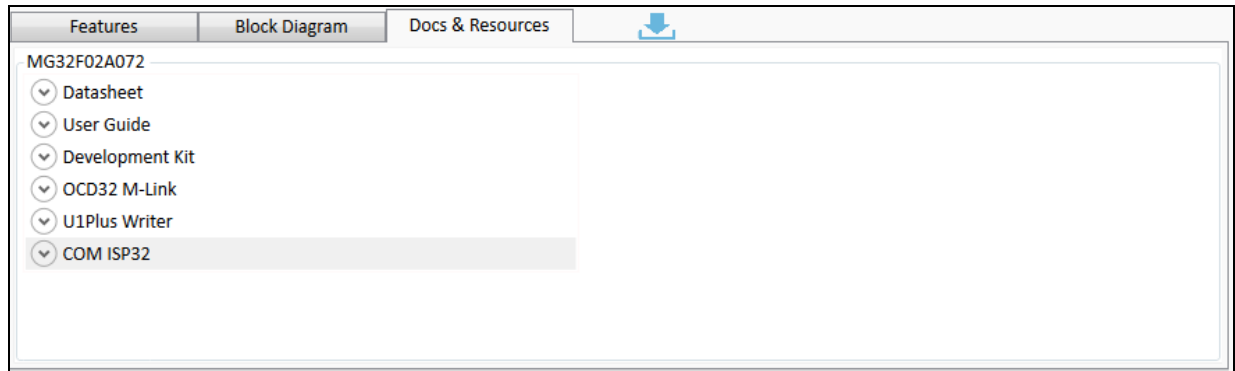 Features Block Diagram Docs & Resources
MG32F02A072
Datasheet
User Guide
Development Kit
OCD32 M-Link
U1Plus Writer
COM ISP32